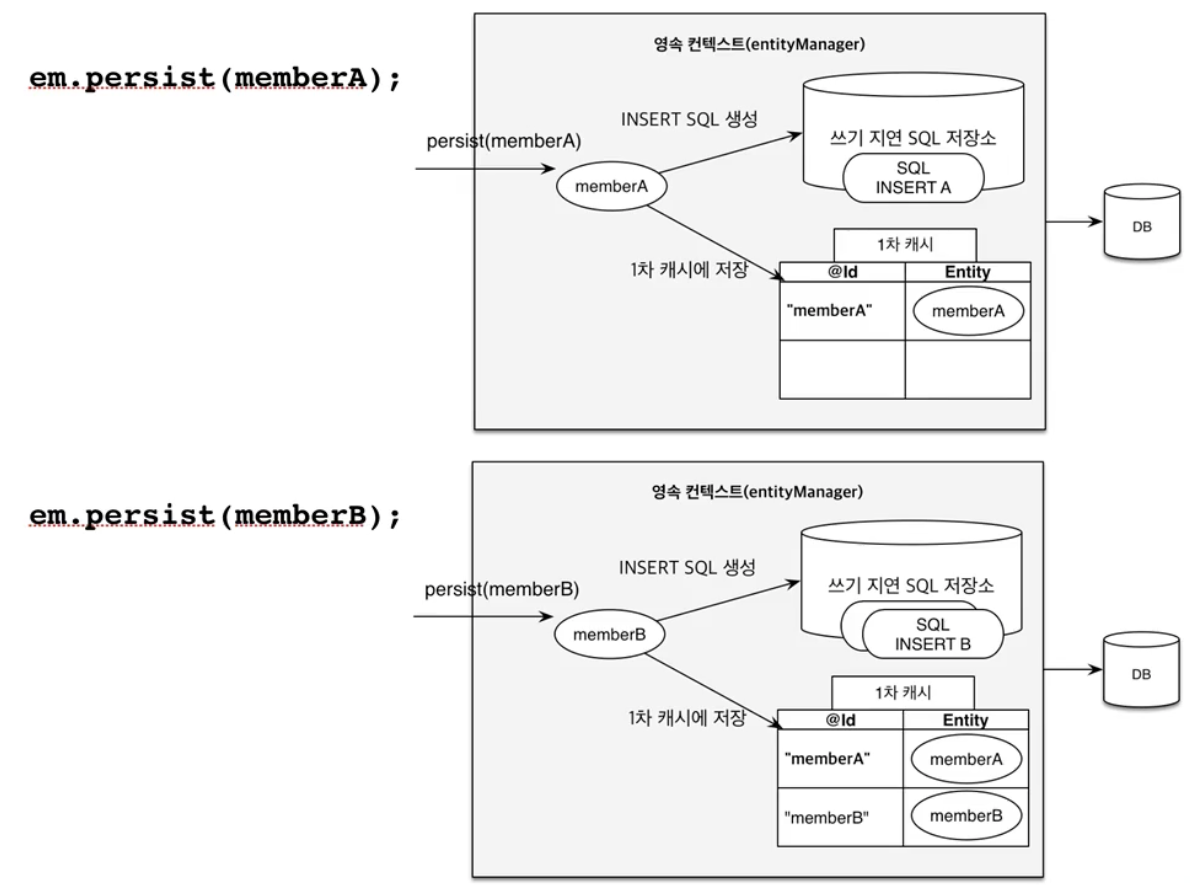 em.persist(memberA);
영속 컨텍스트(entityManager)
INSERT SQL 생성
persist(memberA)
memberA
쓰기 지연 SQL 저장소
SQL
INSERT A
DB
1차 캐시
1차 캐시에 저장
@Id Entity
"memberA" memberA
em.persist(memberB);
영속 컨텍스트(entityManager)
INSERT SQL 생성
persist(memberB)
memberB
쓰기 지연 SQL 저장소
SQL
INSERT B
DB
1차 캐시
1차 캐시에 저장
@Id Entity
"memberA" memberA
"memberB" memberB